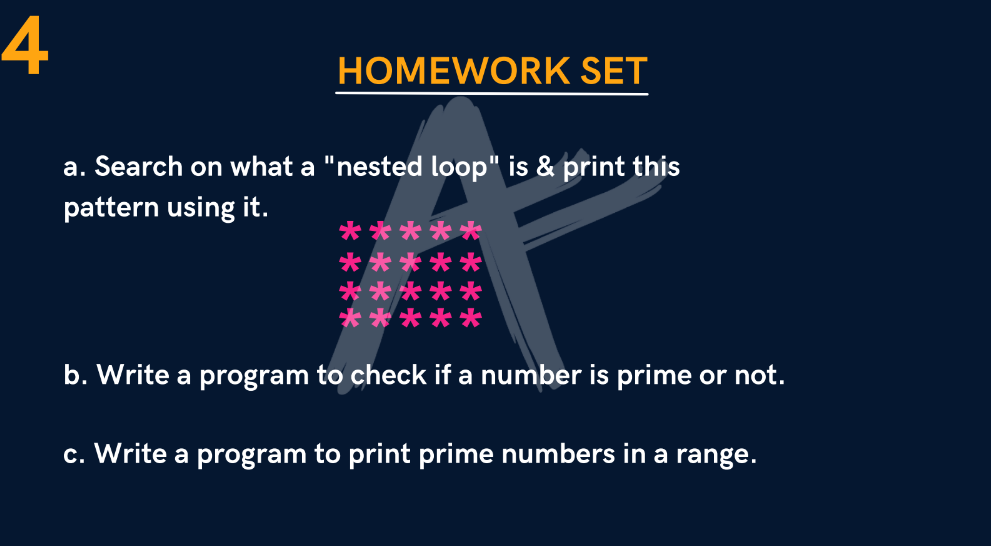 4
HOMEWORK SET
a. Search on what a "nested loop" is & print this
pattern using it.
* * * * *
* * * * *
* * * * *
* * * * *
b. Write a program to check if a number is prime or not.
c. Write a program to print prime numbers in a range.